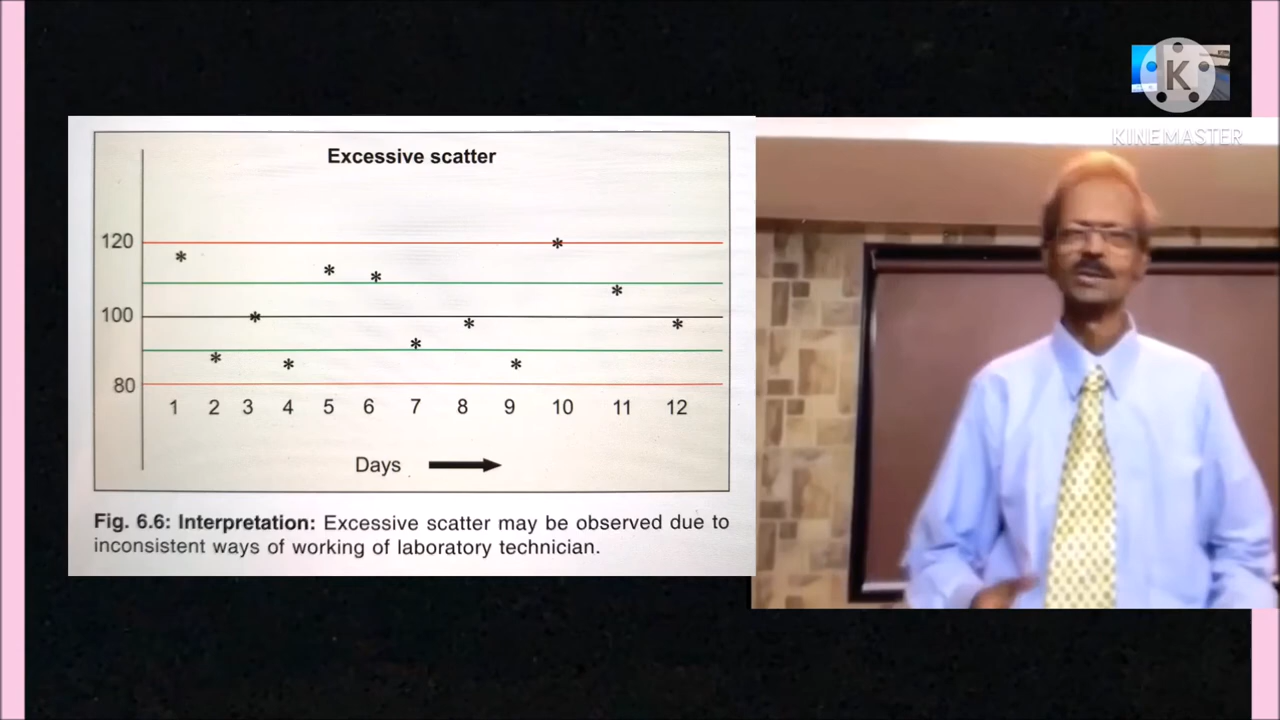 KINEMASTER
Excessive scatter
120
100
80
1 2 3 4 5 6 7 8 9 10 11 12
Days
Fig. 6.6: Interpretation: Excessive scatter may be observed due to
inconsistent ways of working of laboratory technician.